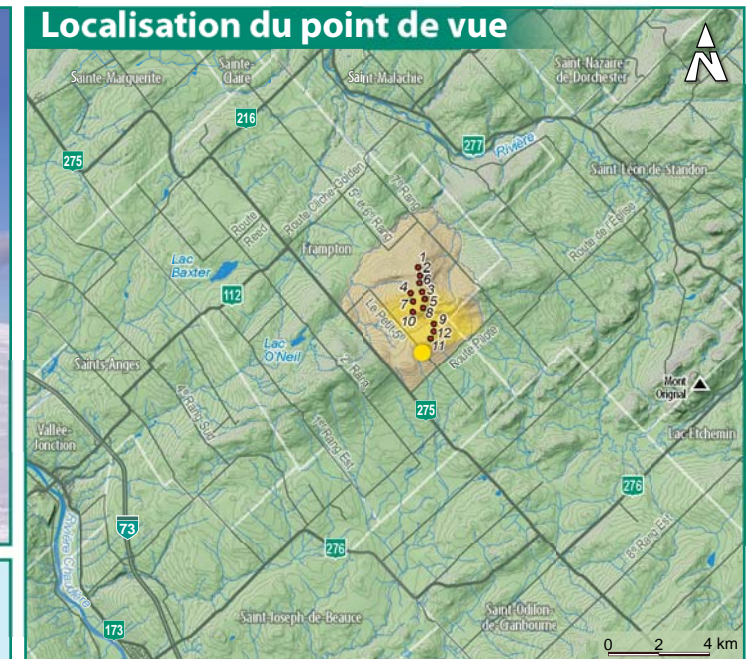 Localisation du point de vue
N
Sainte-Marguerite
Sainte-
Claire
Saint-Malachie
Saint-Nazaire
de-Dorchester
216
275
277
Rivière
Saint-Léon-de-Standon
7e Rang
5e et 6e Rang
Route Cliche-Golden
Route
Reed
Route de l'Église
Frampton
Lac
Baxter
112
1
2
6
4
3
7
5
8
10
9
12
11
Le Petit-5e
Route Pilote
Lac
O'Neil
2e Rang
Saints-Anges
4e Rang Sud
1er Rang Est
275
Mont
Orignal
Lac-Etchemin
Vallée-
Jonction
276
73
Rivière Chaudière
276
8e Rang Est
Saint-Joseph-de-Beauce
Saint-Odilon-
de-Cranbourne
173
0 2 4 km